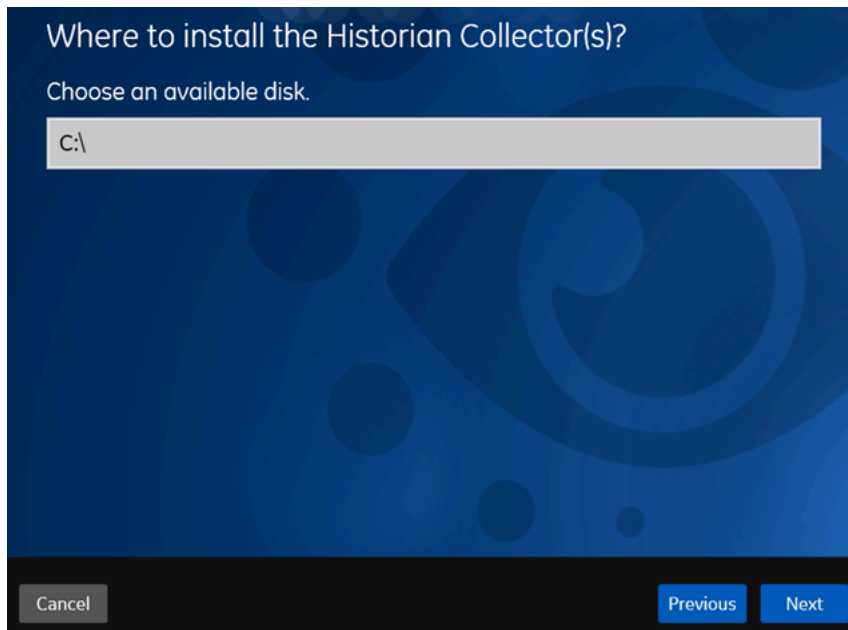 Where to install the Historian Collector(s)?
Choose an available disk.
C:\
Cancel
Previous
Next